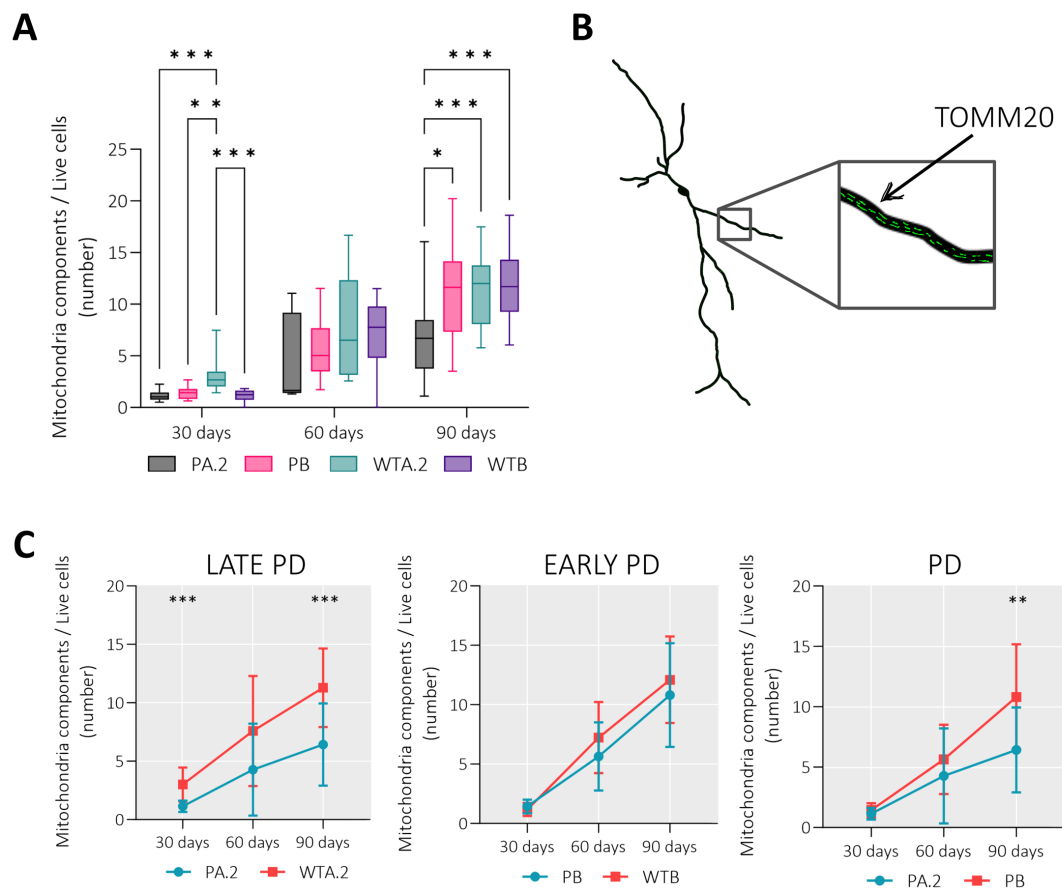 A
B
*** 
** 
***
***
***
*
Mitochondria components / Live cells
(number)
25
20
15
10
5
0
30 days
60 days
90 days
PA.2
PB
WTA.2
WTB
TOMM20
C
LATE PD
Mitochondria components / Live cells
(number)
20
15
10
5
0
***
***
30 days
60 days
90 days
PA.2
WTA.2
EARLY PD
Mitochondria components / Live cells
(number)
20
15
10
5
0
30 days
60 days
90 days
PB
WTB
PD
Mitochondria components / Live cells
(number)
20
15
10
5
0
**
30 days
60 days
90 days
PA.2
PB